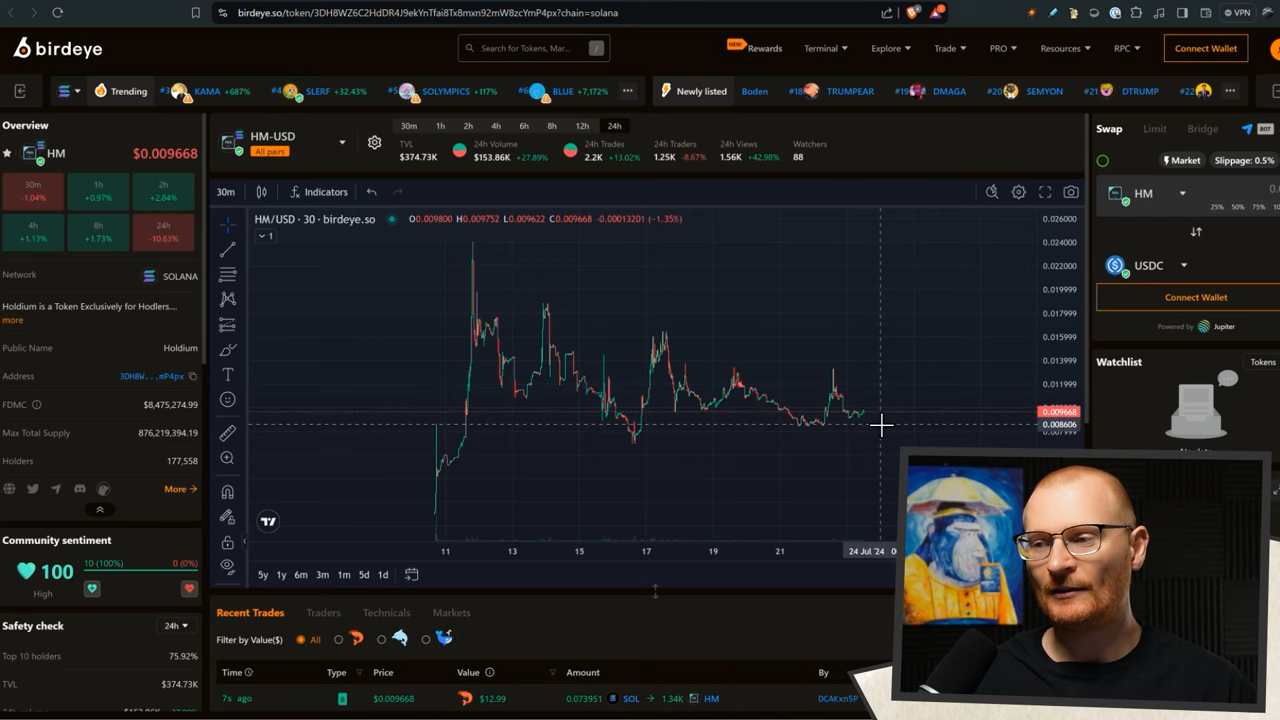 birdeye.so/token/3DH8WZ6C2HdDR4J9ekYnTfai8Tx8mxn92mW8zcYmP4px?chain=solana
VPN
birdeye
Search for Tokens, Mar... /
NEW Rewards
Terminal
Explore
Trade
PRO
Resources
RPC
Connect Wallet
Trending
KAMA +687%
SLERF +32.43%
SOLYMPICS +117%
BLUE +7,172%
...
Newly listed
Boden
#18 TRUMPEAR
DMAGA
#20 SEMYON
#21 DTRUMP
#22
...
Overview
HM $0.009668
30m
-1.04%
1h
+0.97%
2h
+2.84%
4h
+1.13%
8h
+1.73%
24h
-10.63%
Network SOLANA
Holdium is a Token Exclusively for Hodlers....
more
Public Name Holdium
Address 3DH8W...mP4px
FDMC $8,475,274.99
Max Total Supply 876,219,394.19
Holders 177,558
More →
Community sentiment
100
High
10 (100%) 0 (0%)
Safety check 24h
Top 10 holders 75.92%
TVL $374.73K
HM-USD
All pairs
30m 1h 2h 4h 6h 8h 12h 24h
TVL
$374.73K
24h Volume
$153.86K +27.89%
24h Trades
2.2K +13.02%
24h Traders
1.25K -8.67%
24h Views
1.56K +42.98%
Watchers
88
30m Indicators
HM/USD · 30 · birdeye.so O0.009800 H0.009752 L0.009622 C0.009668 -0.00013201 (−1.35%)
1
0.026000
0.024000
0.022000
0.019999
0.017999
0.015999
0.013999
0.011999
0.009668
0.008606
0.007999
11 13 15 17 19 21 24 Jul '24
5y 1y 6m 3m 1m 5d 1d
Recent Trades Traders Technicals Markets
Filter by Value($) All
Time Type Price Value Amount By
7s ago B $0.009668 $12.99 0.073951 SOL → 1.34K HM DCAKxnSP
Swap Limit Bridge BOT
Market Slippage: 0.5%
HM
25% 50% 75%
USDC
Connect Wallet
Powered by Jupiter
Watchlist Tokens